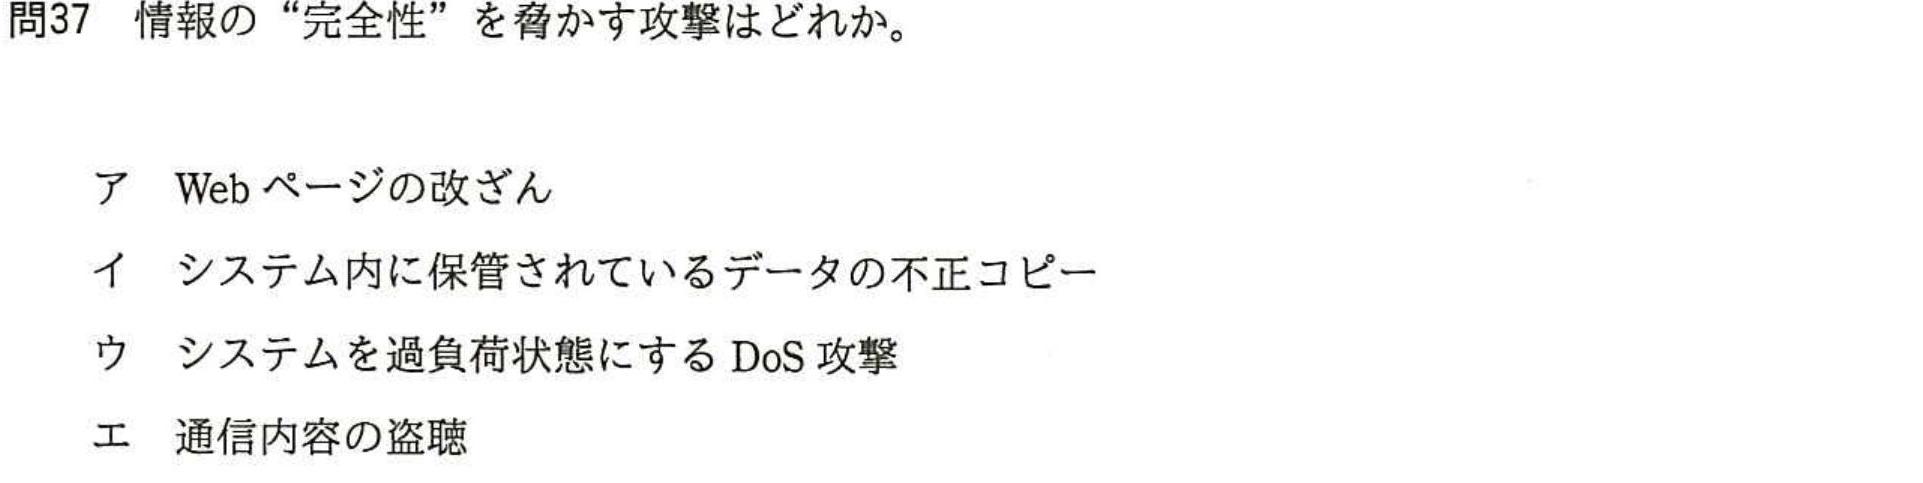 問37 情報の“完全性”を脅かす攻撃はどれか。
ア Web ページの改ざん
イ システム内に保管されているデータの不正コピー
ウ システムを過負荷状態にする DoS 攻撃
エ 通信内容の盗聴